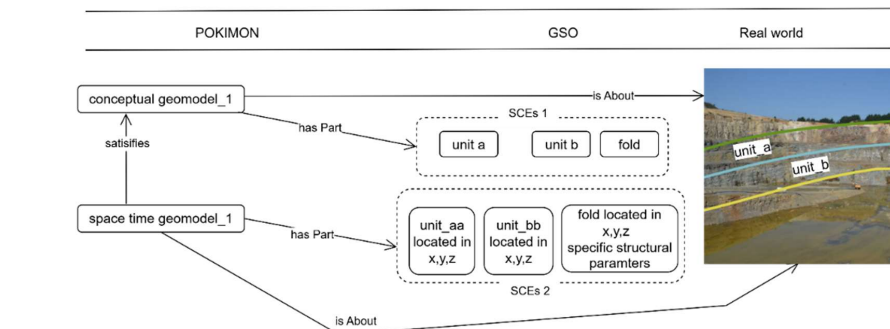 POKIMON GSO Real world
conceptual geomodel_1
is About
SCEs 1
has Part
satisifies
unit a
unit b
fold
unit_a
unit_b
space time geomodel_1
has Part
unit_aa
located in
x,y,z
unit_bb
located in
x,y,z
fold located in
x,y,z
specific structural
paramters
SCEs 2
is About